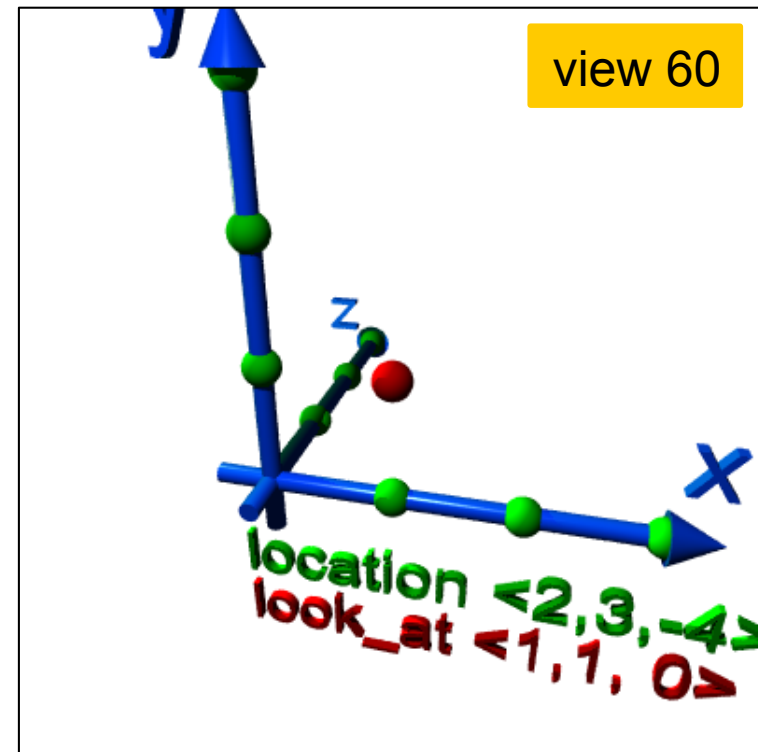 y
view 60
z
X
location <2,3,-4>
look_at <1,1, 0>